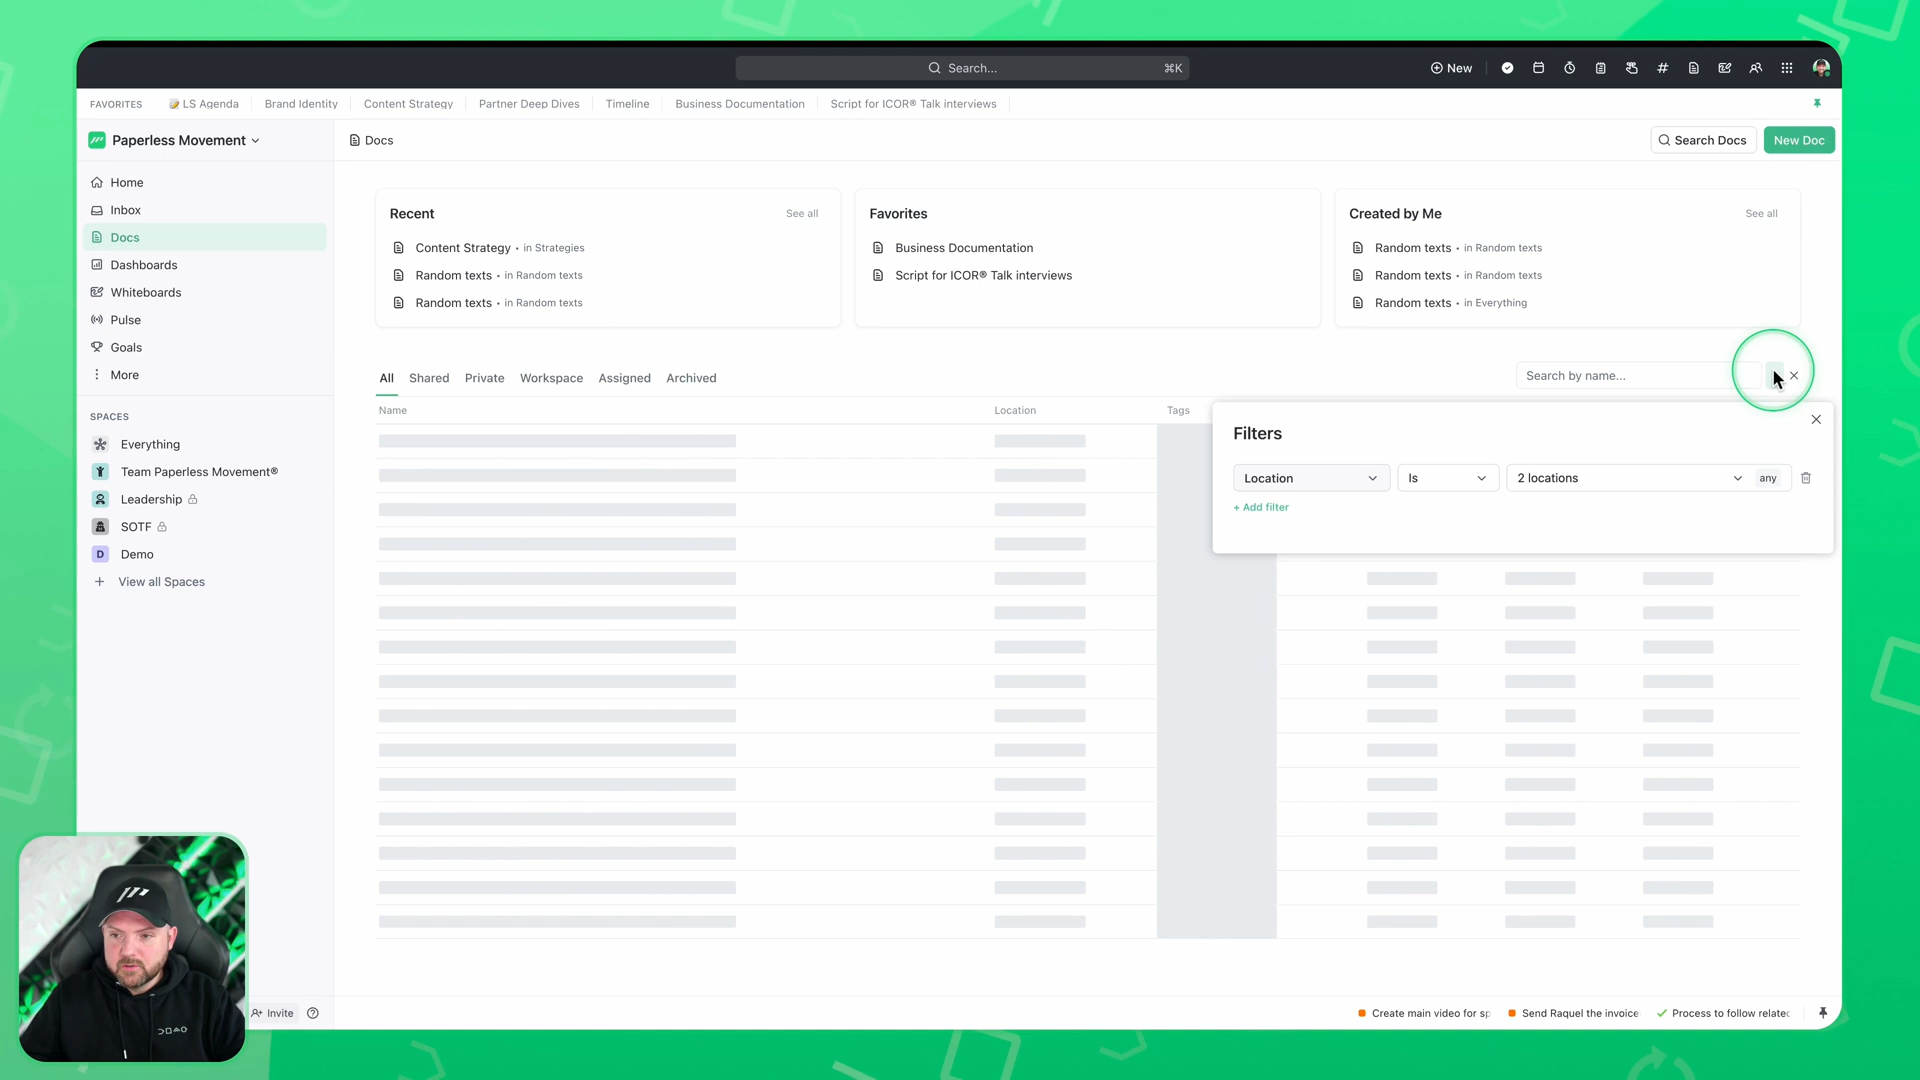 Search... ⌘K
New
FAVORITES
LS Agenda
Brand Identity
Content Strategy
Partner Deep Dives
Timeline
Business Documentation
Script for ICOR® Talk interviews
Paperless Movement
Docs
Search Docs
New Doc
Home
Inbox
Docs
Dashboards
Whiteboards
Pulse
Goals
More
SPACES
Everything
Team Paperless Movement®
Leadership
SOTF
D Demo
View all Spaces
Recent
See all
Content Strategy • in Strategies
Random texts • in Random texts
Random texts • in Random texts
Favorites
Business Documentation
Script for ICOR® Talk interviews
Created by Me
See all
Random texts • in Random texts
Random texts • in Random texts
Random texts • in Everything
All
Shared
Private
Workspace
Assigned
Archived
Search by name...
Name
Location
Tags
Filters
Location
Is
2 locations
any
+ Add filter
Invite
Create main video for sp
Send Raquel the invoice
Process to follow related